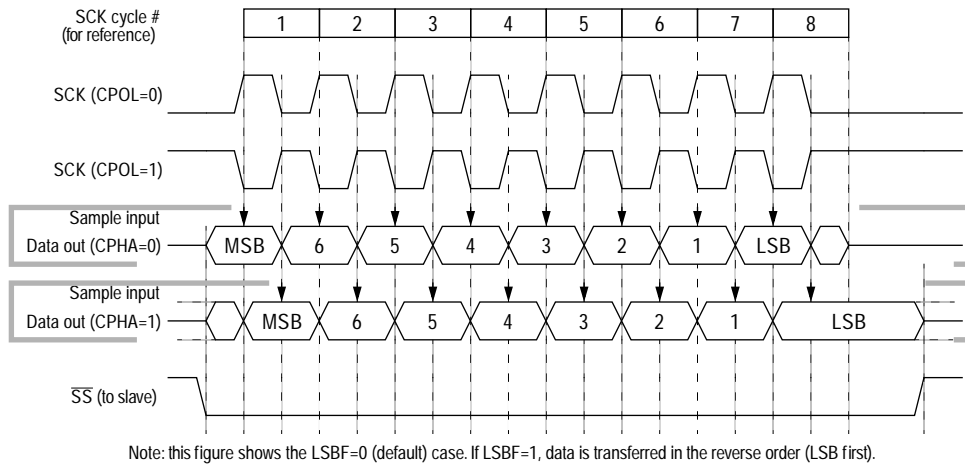 SCK cycle #
(for reference)
1 2 3 4 5 6 7 8
SCK (CPOL=0)
SCK (CPOL=1)
Sample input
Data out (CPHA=0)
MSB 6 5 4 3 2 1 LSB
Sample input
Data out (CPHA=1)
MSB 6 5 4 3 2 1 LSB
S̅S̅ (to slave)
Note: this figure shows the LSBF=0 (default) case. If LSBF=1, data is transferred in the reverse order (LSB first).